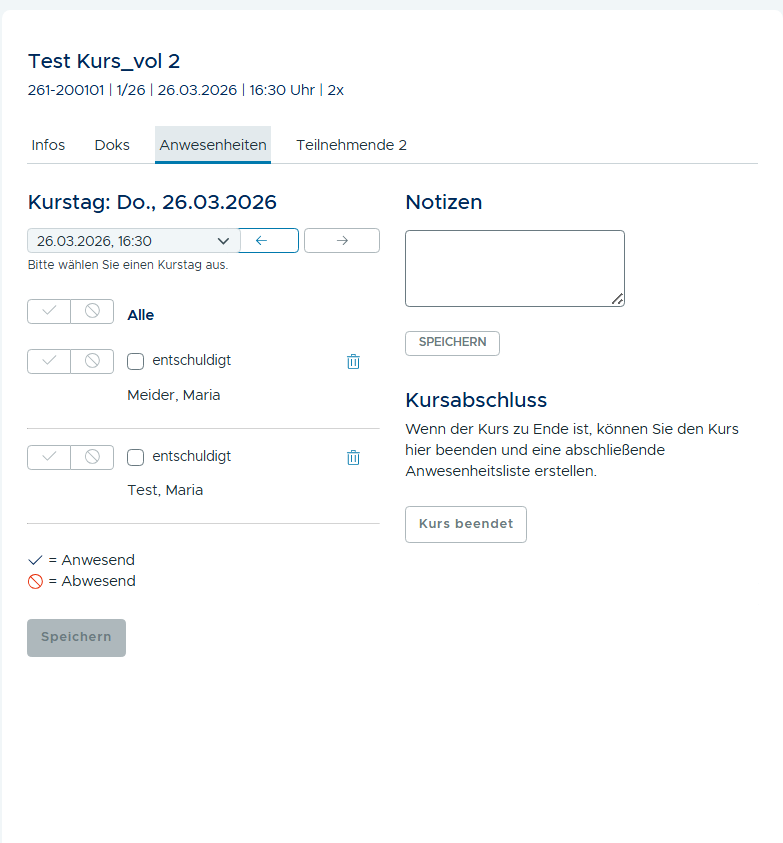 Test Kurs_vol 2
261-200101 | 1/26 | 26.03.2026 | 16:30 Uhr | 2x
Infos
Doks
Anwesenheiten
Teilnehmende 2
Kurstag: Do., 26.03.2026
26.03.2026, 16:30
Bitte wählen Sie einen Kurstag aus.
Alle
entschuldigt
Meider, Maria
entschuldigt
Test, Maria
= Anwesend
= Abwesend
Speichern
Notizen
SPEICHERN
Kursabschluss
Wenn der Kurs zu Ende ist, können Sie den Kurs
hier beenden und eine abschließende
Anwesenheitsliste erstellen.
Kurs beendet